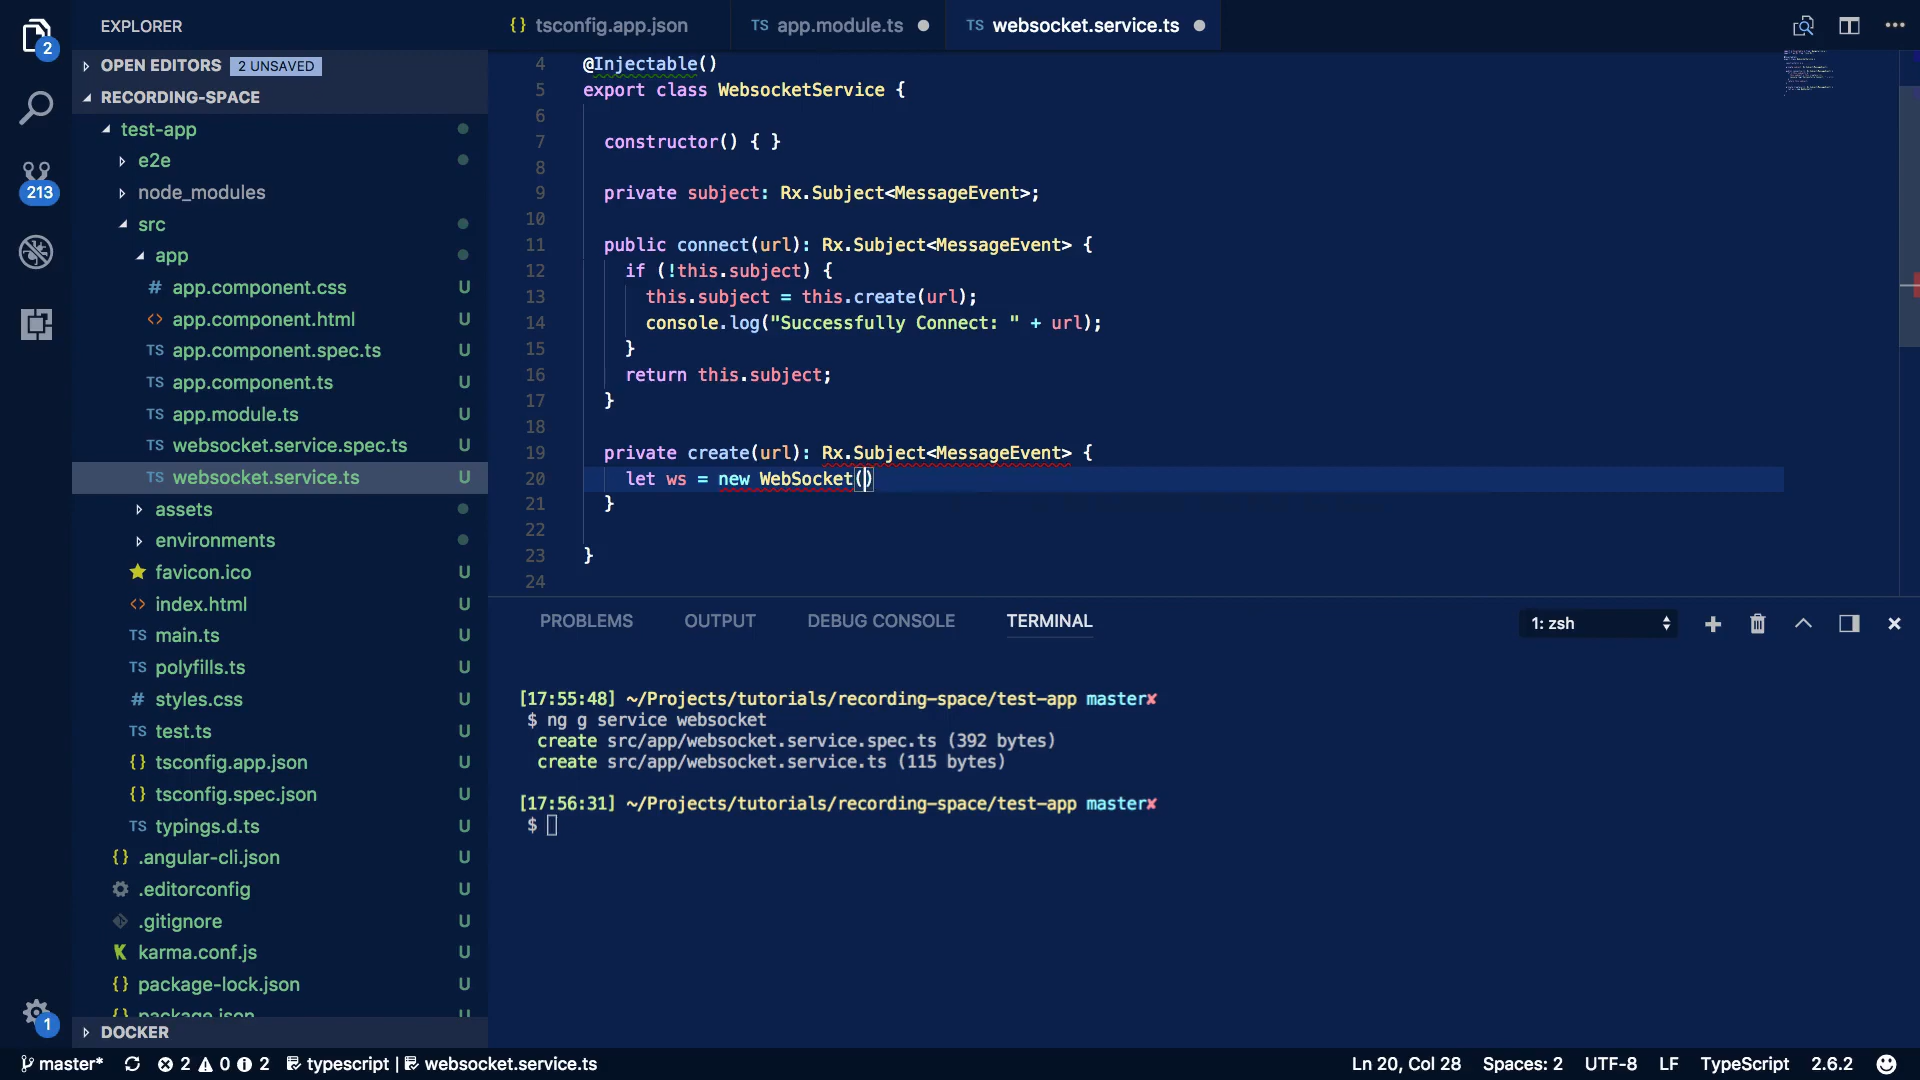 EXPLORER
OPEN EDITORS 2 UNSAVED
RECORDING-SPACE
test-app
e2e
node_modules
src
app
# app.component.css U
<> app.component.html U
TS app.component.spec.ts U
TS app.component.ts U
TS app.module.ts U
TS websocket.service.spec.ts U
TS websocket.service.ts U
assets
environments
favicon.ico U
<> index.html U
TS main.ts U
TS polyfills.ts U
# styles.css U
TS test.ts U
{} tsconfig.app.json U
{} tsconfig.spec.json U
TS typings.d.ts U
{} .angular-cli.json U
.editorconfig U
.gitignore U
K karma.conf.js U
{} package-lock.json U
{} package.json U
DOCKER
2
213
1
{} tsconfig.app.json
TS app.module.ts
TS websocket.service.ts
4 @Injectable()
5 export class WebsocketService {
6
7 constructor() { }
8
9 private subject: Rx.Subject<MessageEvent>;
10
11 public connect(url): Rx.Subject<MessageEvent> {
12 if (!this.subject) {
13 this.subject = this.create(url);
14 console.log("Successfully Connect: " + url);
15 }
16 return this.subject;
17 }
18
19 private create(url): Rx.Subject<MessageEvent> {
20 let ws = new WebSocket()
21 }
22
23 }
24
PROBLEMS OUTPUT DEBUG CONSOLE TERMINAL 1: zsh
[17:55:48] ~/Projects/tutorials/recording-space/test-app master✘
$ ng g service websocket
create src/app/websocket.service.spec.ts (392 bytes)
create src/app/websocket.service.ts (115 bytes)
[17:56:31] ~/Projects/tutorials/recording-space/test-app master✘
$
master* 2 0 2 typescript | websocket.service.ts Ln 20, Col 28 Spaces: 2 UTF-8 LF TypeScript 2.6.2